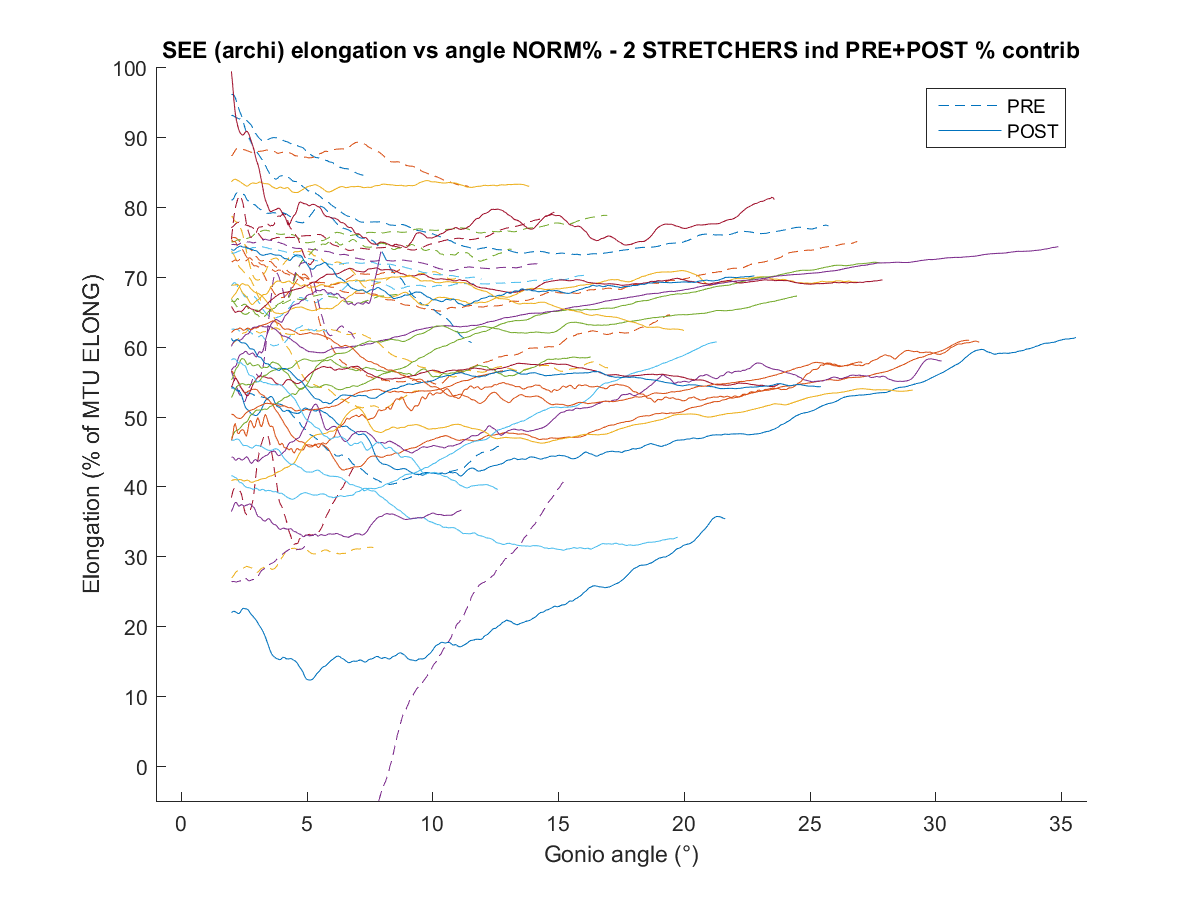 SEE (archi) elongation vs angle NORM% - 2 STRETCHERS ind PRE+POST % contrib
100
90
80
70
60
50
40
30
20
10
0
Elongation (% of MTU ELONG)
PRE
POST
0 5 10 15 20 25 30 35
Gonio angle (°)